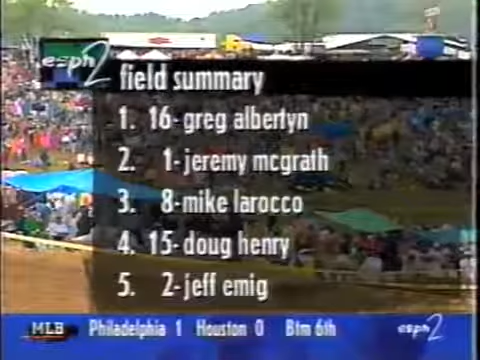 espn2
field summary
1. 16- greg albertyn
2. 1- jeremy mcgrath
3. 8- mike larocco
4. 15- doug henry
5. 2- jeff emig
MLB Philadelphia 1 Houston 0 Btm 6th espn2